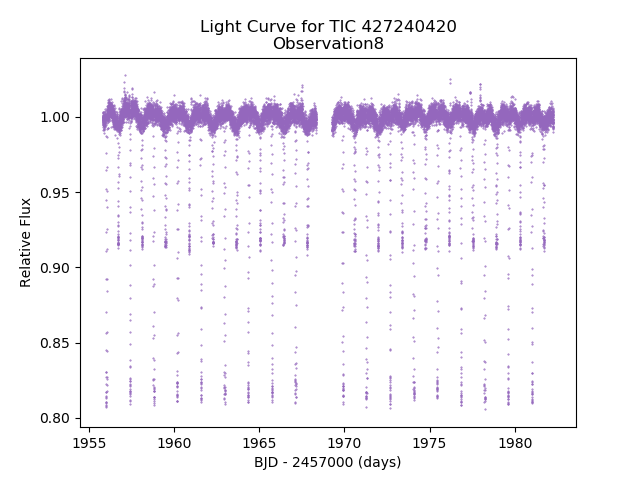 Light Curve for TIC 427240420
Observation8
1.00
0.95
0.90
0.85
0.80
Relative Flux
1955
1960
1965
1970
1975
1980
BJD - 2457000 (days)